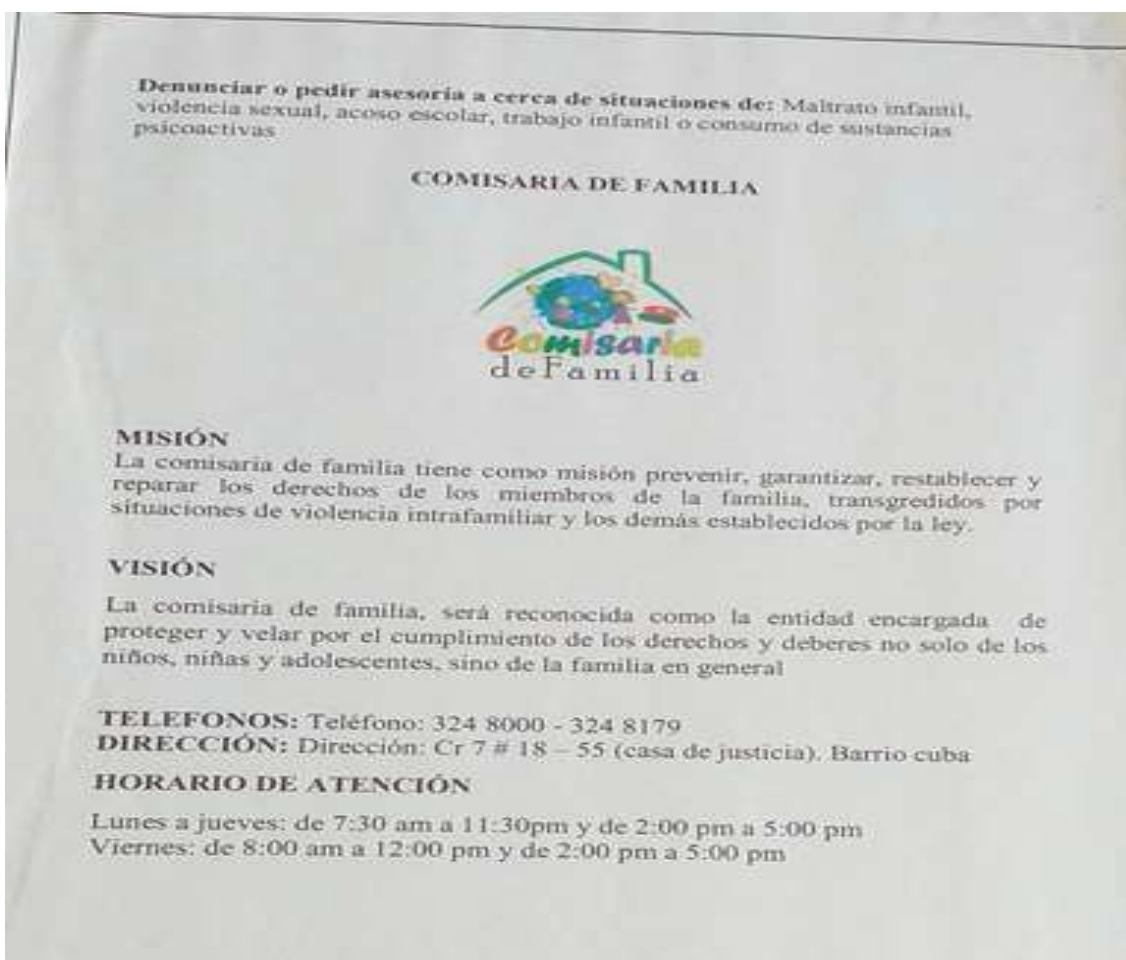 Denunciar o pedir asesoría a cerca de situaciones de: Maltrato infantil,
violencia sexual, acoso escolar, trabajo infantil o consumo de sustancias
psicoactivas
COMISARIA DE FAMILIA
Comisaria
deFamilia
MISIÓN
La comisaria de familia tiene como misión prevenir, garantizar, restablecer y
reparar los derechos de los miembros de la familia, transgredidos por
situaciones de violencia intrafamiliar y los demás establecidos por la ley.
VISIÓN
La comisaria de familia, será reconocida como la entidad encargada de
proteger y velar por el cumplimiento de los derechos y deberes no solo de los
niños, niñas y adolescentes, sino de la familia en general
TELEFONOS: Teléfono: 324 8000 - 324 8179
DIRECCIÓN: Dirección: Cr 7 # 18 – 55 (casa de justicia). Barrio cuba
HORARIO DE ATENCIÓN
Lunes a jueves: de 7:30 am a 11:30pm y de 2:00 pm a 5:00 pm
Viernes: de 8:00 am a 12:00 pm y de 2:00 pm a 5:00 pm